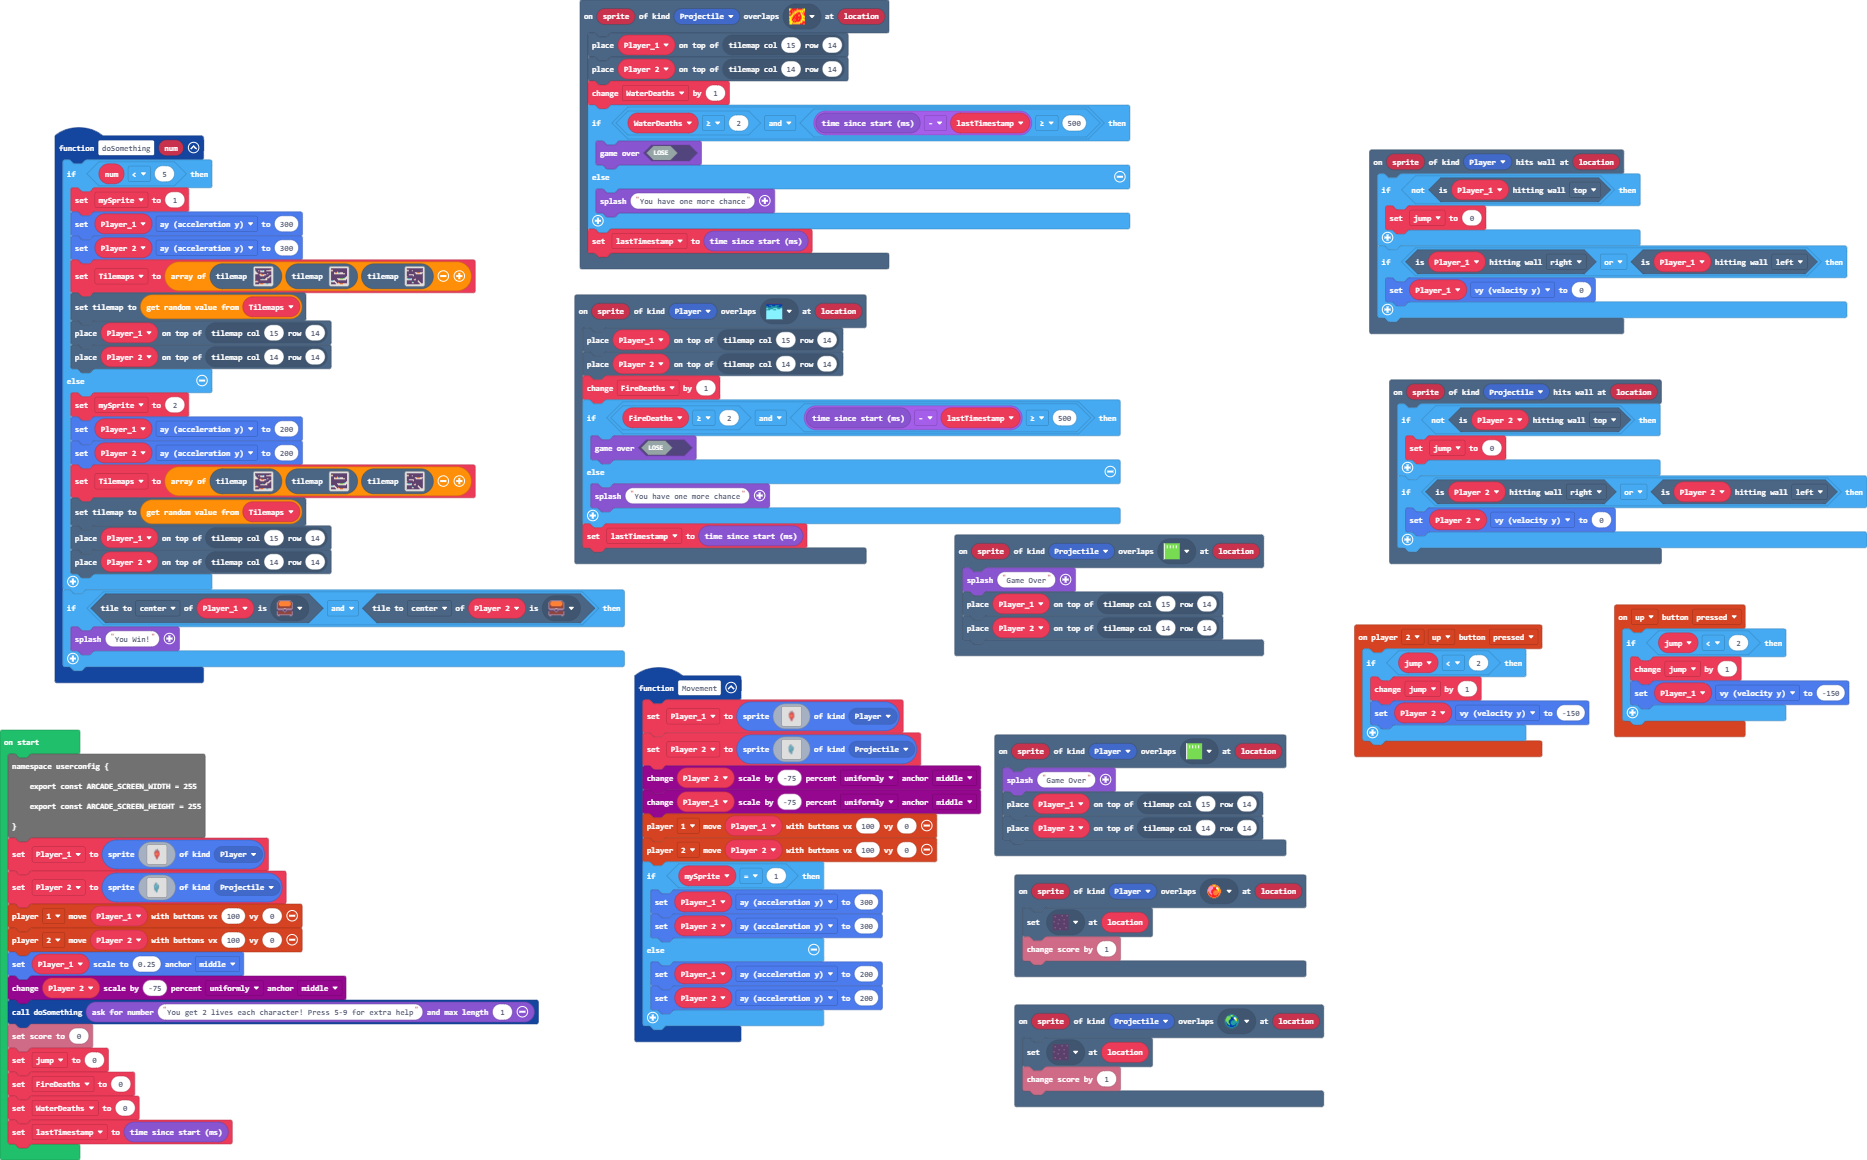 function doSomething num
if num < 5 then
set mySprite to 1
set Player_1 ay (acceleration y) to 300
set Player 2 ay (acceleration y) to 300
set Tilemaps to array of tilemap tilemap tilemap
set tilemap to get random value from Tilemaps
place Player_1 on top of tilemap col 15 row 14
place Player 2 on top of tilemap col 14 row 14
else
set mySprite to 2
set Player_1 ay (acceleration y) to 200
set Player 2 ay (acceleration y) to 200
set Tilemaps to array of tilemap tilemap tilemap
set tilemap to get random value from Tilemaps
place Player_1 on top of tilemap col 15 row 14
place Player 2 on top of tilemap col 14 row 14
if tile to center of Player_1 is and tile to center of Player 2 is then
splash "You Win!"
on start
namespace userconfig {
export const ARCADE_SCREEN_WIDTH = 255
export const ARCADE_SCREEN_HEIGHT = 255
}
set Player_1 to sprite of kind Player
set Player 2 to sprite of kind Projectile
player 1 move Player_1 with buttons vx 100 vy 0
player 2 move Player 2 with buttons vx 100 vy 0
set Player_1 scale to 0.25 anchor middle
change Player 2 scale by -75 percent uniformly anchor middle
call doSomething ask for number "You get 2 lives each character! Press 5-9 for extra help" and max length 1
set score to 0
set jump to 0
set FireDeaths to 0
set WaterDeaths to 0
set lastTimestamp to time since start (ms)
on sprite of kind Projectile overlaps at location
place Player_1 on top of tilemap col 15 row 14
place Player 2 on top of tilemap col 14 row 14
change WaterDeaths by 1
if WaterDeaths ≥ 2 and time since start (ms) - lastTimestamp ≥ 500 then
game over LOSE
else
splash "You have one more chance"
set lastTimestamp to time since start (ms)
on sprite of kind Player overlaps at location
place Player_1 on top of tilemap col 15 row 14
place Player 2 on top of tilemap col 14 row 14
change FireDeaths by 1
if FireDeaths ≥ 2 and time since start (ms) - lastTimestamp ≥ 500 then
game over LOSE
else
splash "You have one more chance"
set lastTimestamp to time since start (ms)
on sprite of kind Projectile overlaps at location
splash "Game Over"
place Player_1 on top of tilemap col 15 row 14
place Player 2 on top of tilemap col 14 row 14
function Movement
set Player_1 to sprite of kind Player
set Player 2 to sprite of kind Projectile
change Player 2 scale by -75 percent uniformly anchor middle
change Player_1 scale by -75 percent uniformly anchor middle
player 1 move Player_1 with buttons vx 100 vy 0
player 2 move Player 2 with buttons vx 100 vy 0
if mySprite = 1 then
set Player_1 ay (acceleration y) to 300
set Player 2 ay (acceleration y) to 300
else
set Player_1 ay (acceleration y) to 200
set Player 2 ay (acceleration y) to 200
on sprite of kind Player overlaps at location
splash "Game Over"
place Player_1 on top of tilemap col 15 row 14
place Player 2 on top of tilemap col 14 row 14
on sprite of kind Player overlaps at location
set at location
change score by 1
on sprite of kind Projectile overlaps at location
set at location
change score by 1
on sprite of kind Player hits wall at location
if not is Player_1 hitting wall top then
set jump to 0
if is Player_1 hitting wall right or is Player_1 hitting wall left then
set Player_1 vy (velocity y) to 0
on sprite of kind Projectile hits wall at location
if not is Player 2 hitting wall top then
set jump to 0
if is Player 2 hitting wall right or is Player 2 hitting wall left then
set Player 2 vy (velocity y) to 0
on player 2 up button pressed
if jump < 2 then
change jump by 1
set Player 2 vy (velocity y) to -150
on up button pressed
if jump < 2 then
change jump by 1
set Player_1 vy (velocity y) to -150